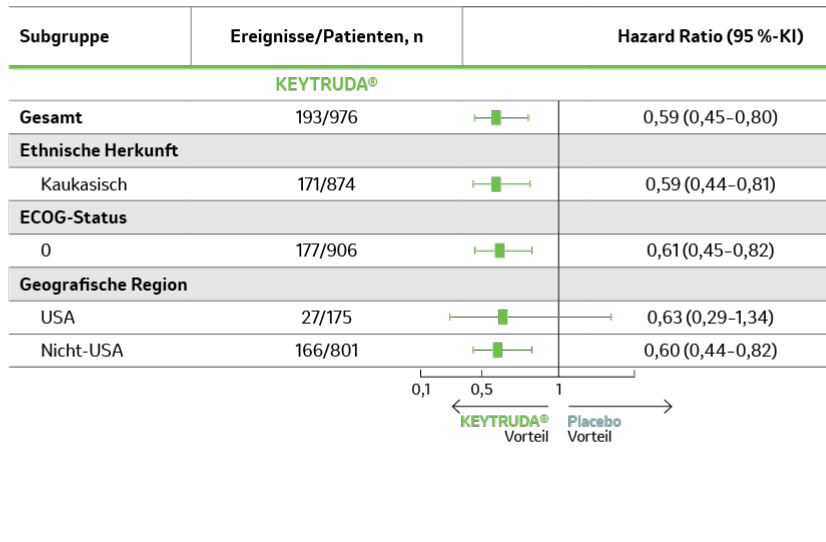 Subgruppe Ereignisse/Patienten, n Hazard Ratio (95 %-KI)
KEYTRUDA®
Gesamt 193/976 0,59 (0,45–0,80)
Ethnische Herkunft
Kaukasisch 171/874 0,59 (0,44–0,81)
ECOG-Status
0 177/906 0,61 (0,45–0,82)
Geografische Region
USA 27/175 0,63 (0,29–1,34)
Nicht-USA 166/801 0,60 (0,44–0,82)
0,1 0,5 1
KEYTRUDA® Placebo
Vorteil Vorteil